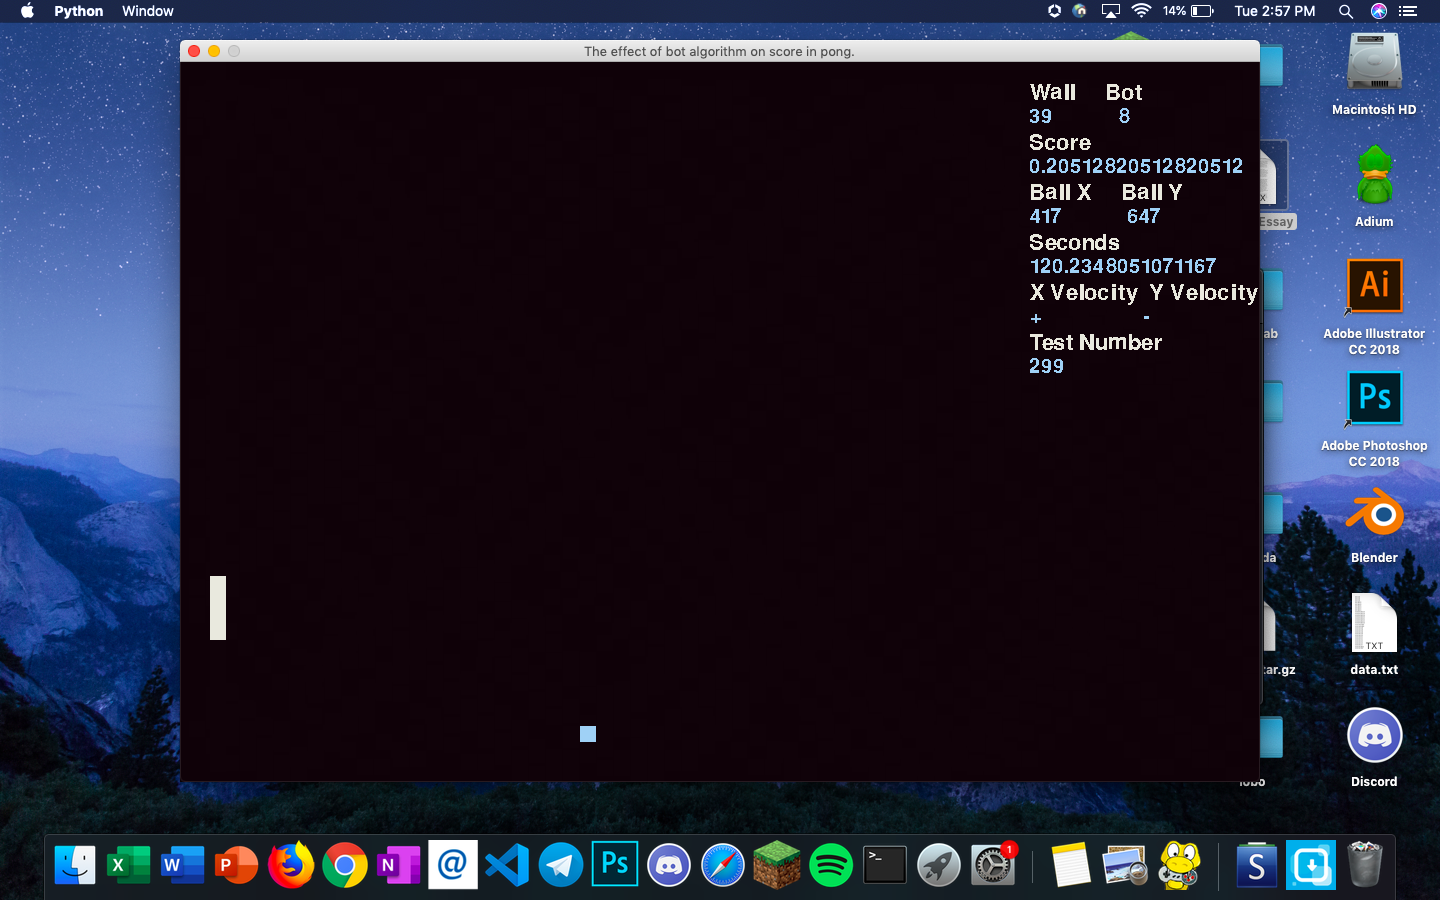 Python Window 14% Tue 2:57 PM
The effect of bot algorithm on score in pong.
Wall Bot
39 8
Score
0.20512820512820512
Ball X Ball Y
417 647
Seconds
120.2348051071167
X Velocity Y Velocity
+ -
Test Number
299
Macintosh HD
Essay
Adium
Ai
ab
Adobe Illustrator
CC 2018
Ps
Adobe Photoshop
CC 2018
da
Blender
TXT
tar.gz
data.txt
Discord
X
W
P
N
@
Ps
>_
1
S